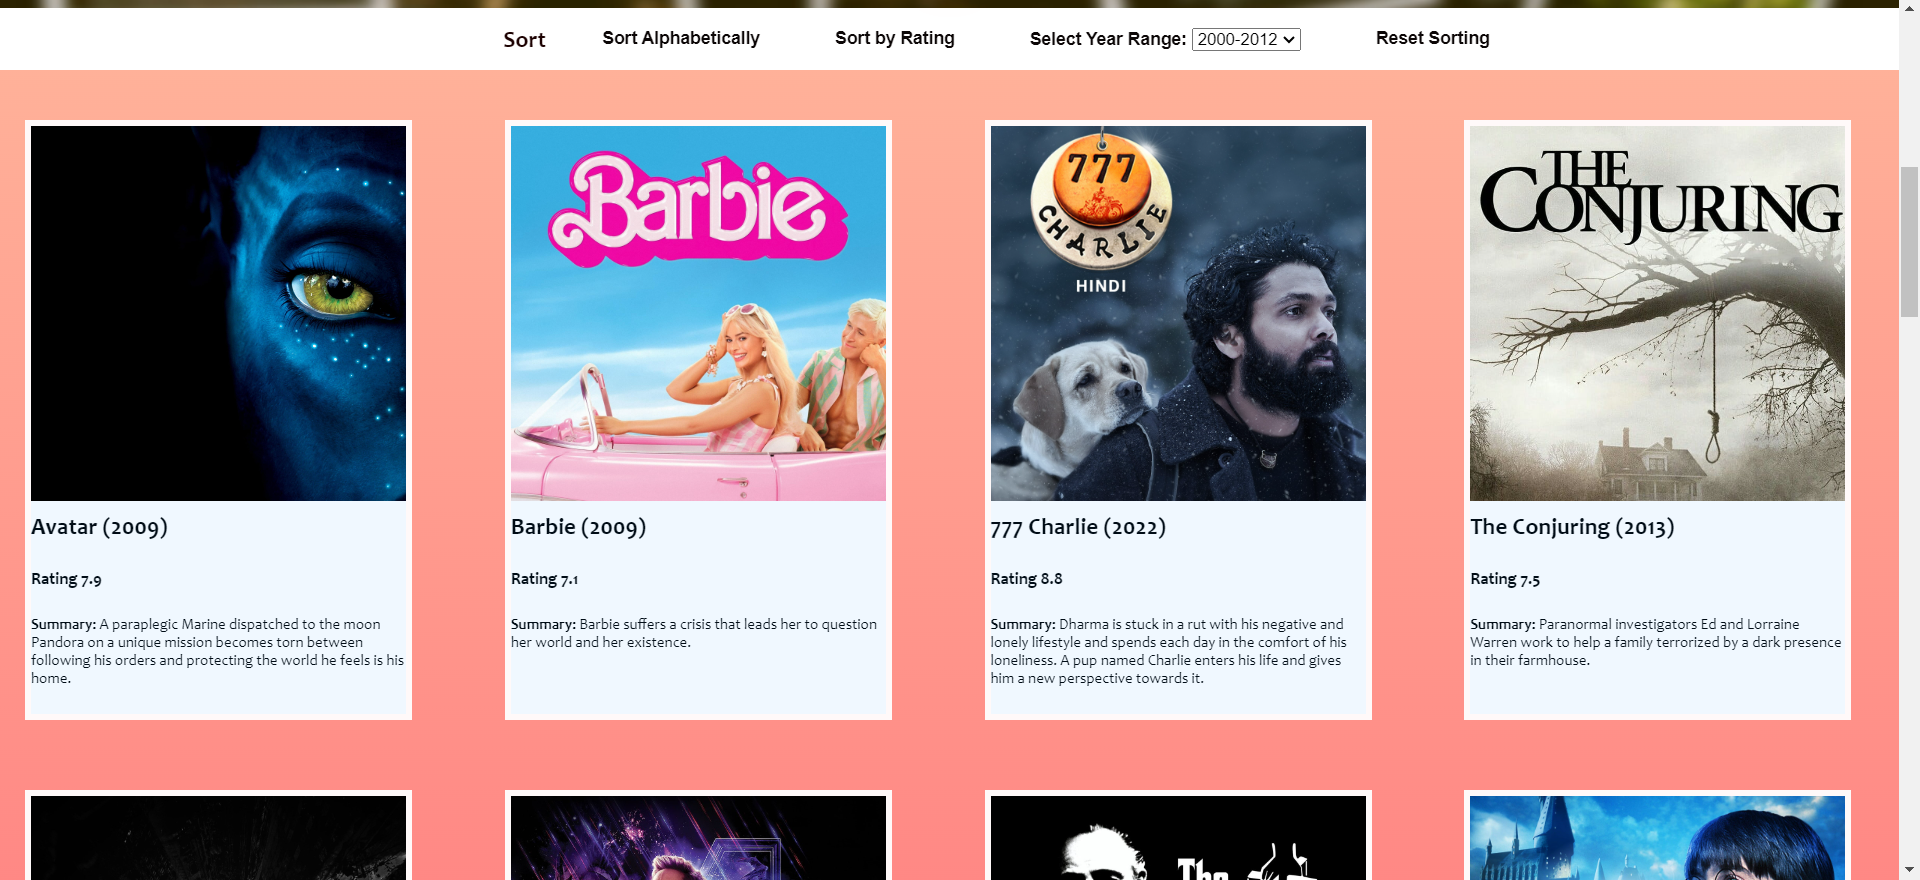 Sort
Sort Alphabetically
Sort by Rating
Select Year Range: 2000-2012
Reset Sorting
Barbie
777
CHARLIE
HINDI
THE
CONJURING
Avatar (2009)
Rating 7.9
Summary: A paraplegic Marine dispatched to the moon
Pandora on a unique mission becomes torn between
following his orders and protecting the world he feels is his
home.
Barbie (2009)
Rating 7.1
Summary: Barbie suffers a crisis that leads her to question
her world and her existence.
777 Charlie (2022)
Rating 8.8
Summary: Dharma is stuck in a rut with his negative and
lonely lifestyle and spends each day in the comfort of his
loneliness. A pup named Charlie enters his life and gives
him a new perspective towards it.
The Conjuring (2013)
Rating 7.5
Summary: Paranormal investigators Ed and Lorraine
Warren work to help a family terrorized by a dark presence
in their farmhouse.
The